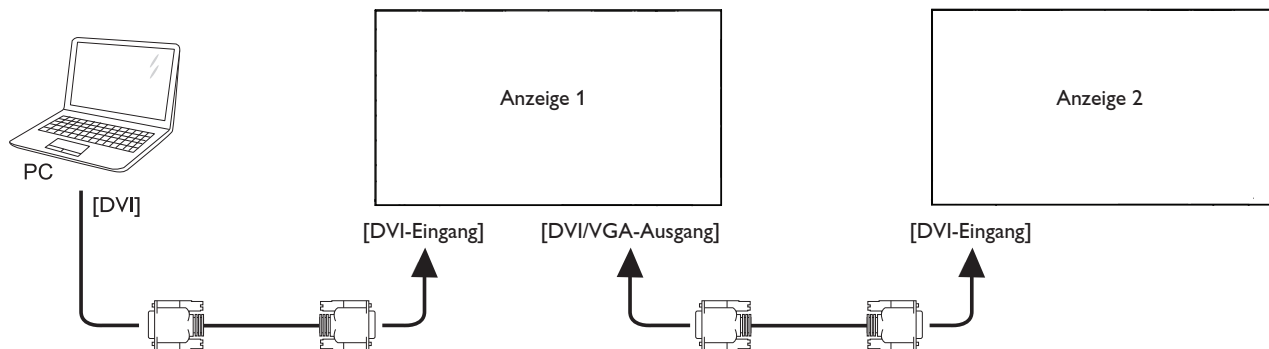 Anzeige 1
Anzeige 2
PC
[DVI]
[DVI-Eingang]
[DVI/VGA-Ausgang]
[DVI-Eingang]